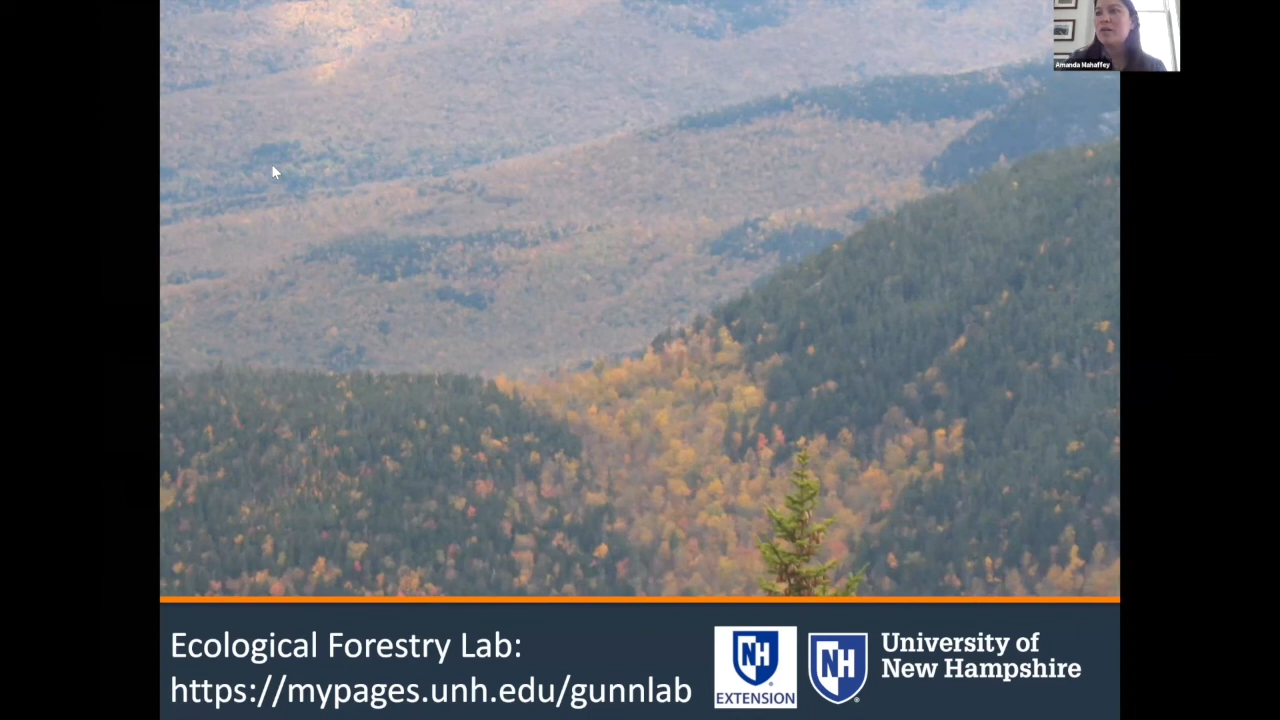 Amanda Mahaffey
Ecological Forestry Lab:
https://mypages.unh.edu/gunnlab
NH
EXTENSION
NH
®
University of
New Hampshire